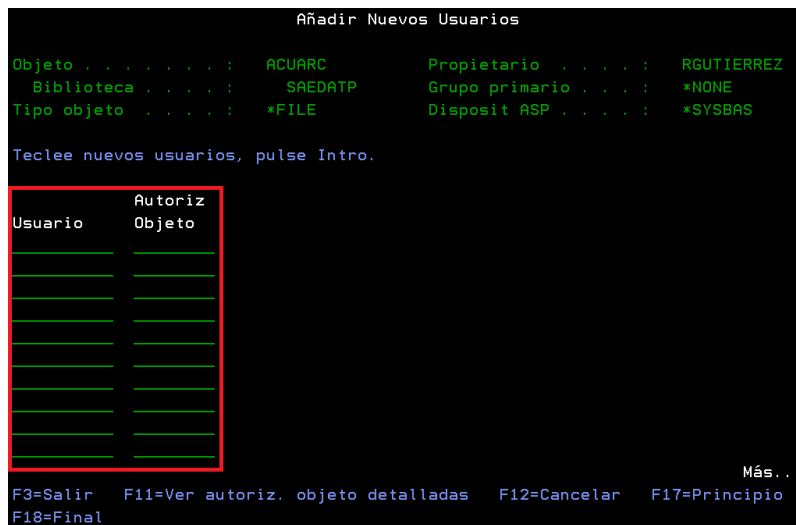 Añadir Nuevos Usuarios
Objeto . . . . . . . : ACUARC Propietario . . . . : RGUTIERREZ
Biblioteca . . . . : SAEDATP Grupo primario . . . : *NONE
Tipo objeto . . . . : *FILE Disposit ASP . . . . : *SYSBAS
Teclee nuevos usuarios, pulse Intro.
Autoriz
Usuario Objeto
Más..
F3=Salir F11=Ver autoriz. objeto detalladas F12=Cancelar F17=Principio
F18=Final